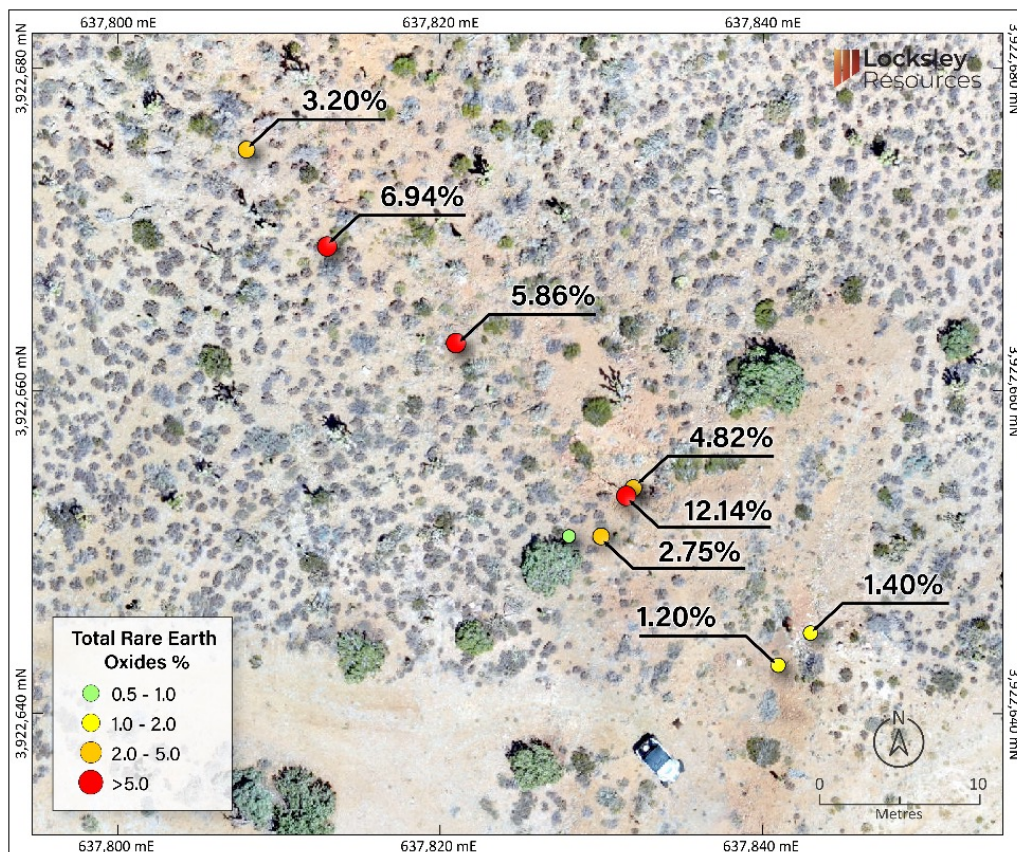 637,800 mE
637,820 mE
637,840 mE
3,922,680 mN
3,922,680 mN
Locksley
Resources
3.20%
6.94%
5.86%
3,922,660 mN
3,922,660 mN
4.82%
12.14%
2.75%
1.40%
1.20%
Total Rare Earth
Oxides %
0.5 - 1.0
1.0 - 2.0
2.0 - 5.0
>5.0
3,922,640 mN
3,922,640 mN
N
0
10
Metres
637,800 mE
637,820 mE
637,840 mE